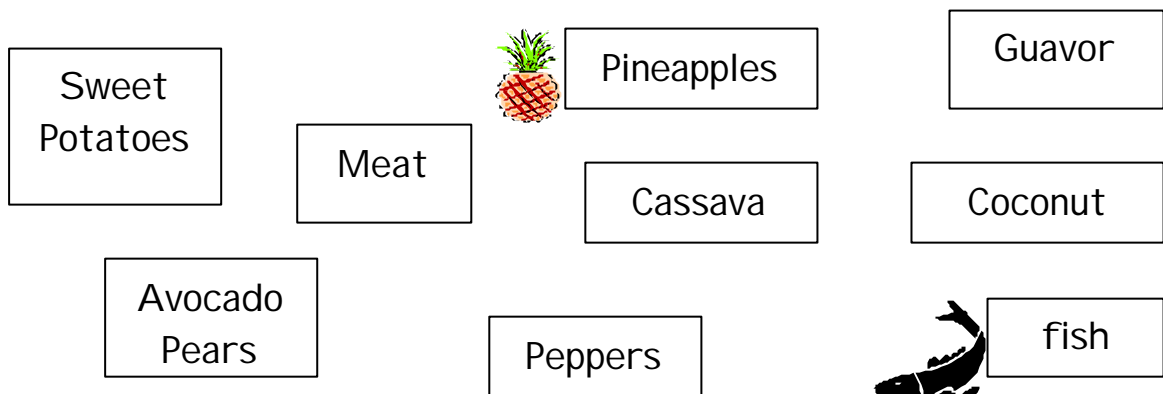 Sweet
Potatoes
Meat
Pineapples
Guavor
Cassava
Coconut
Avocado
Pears
Peppers
fish